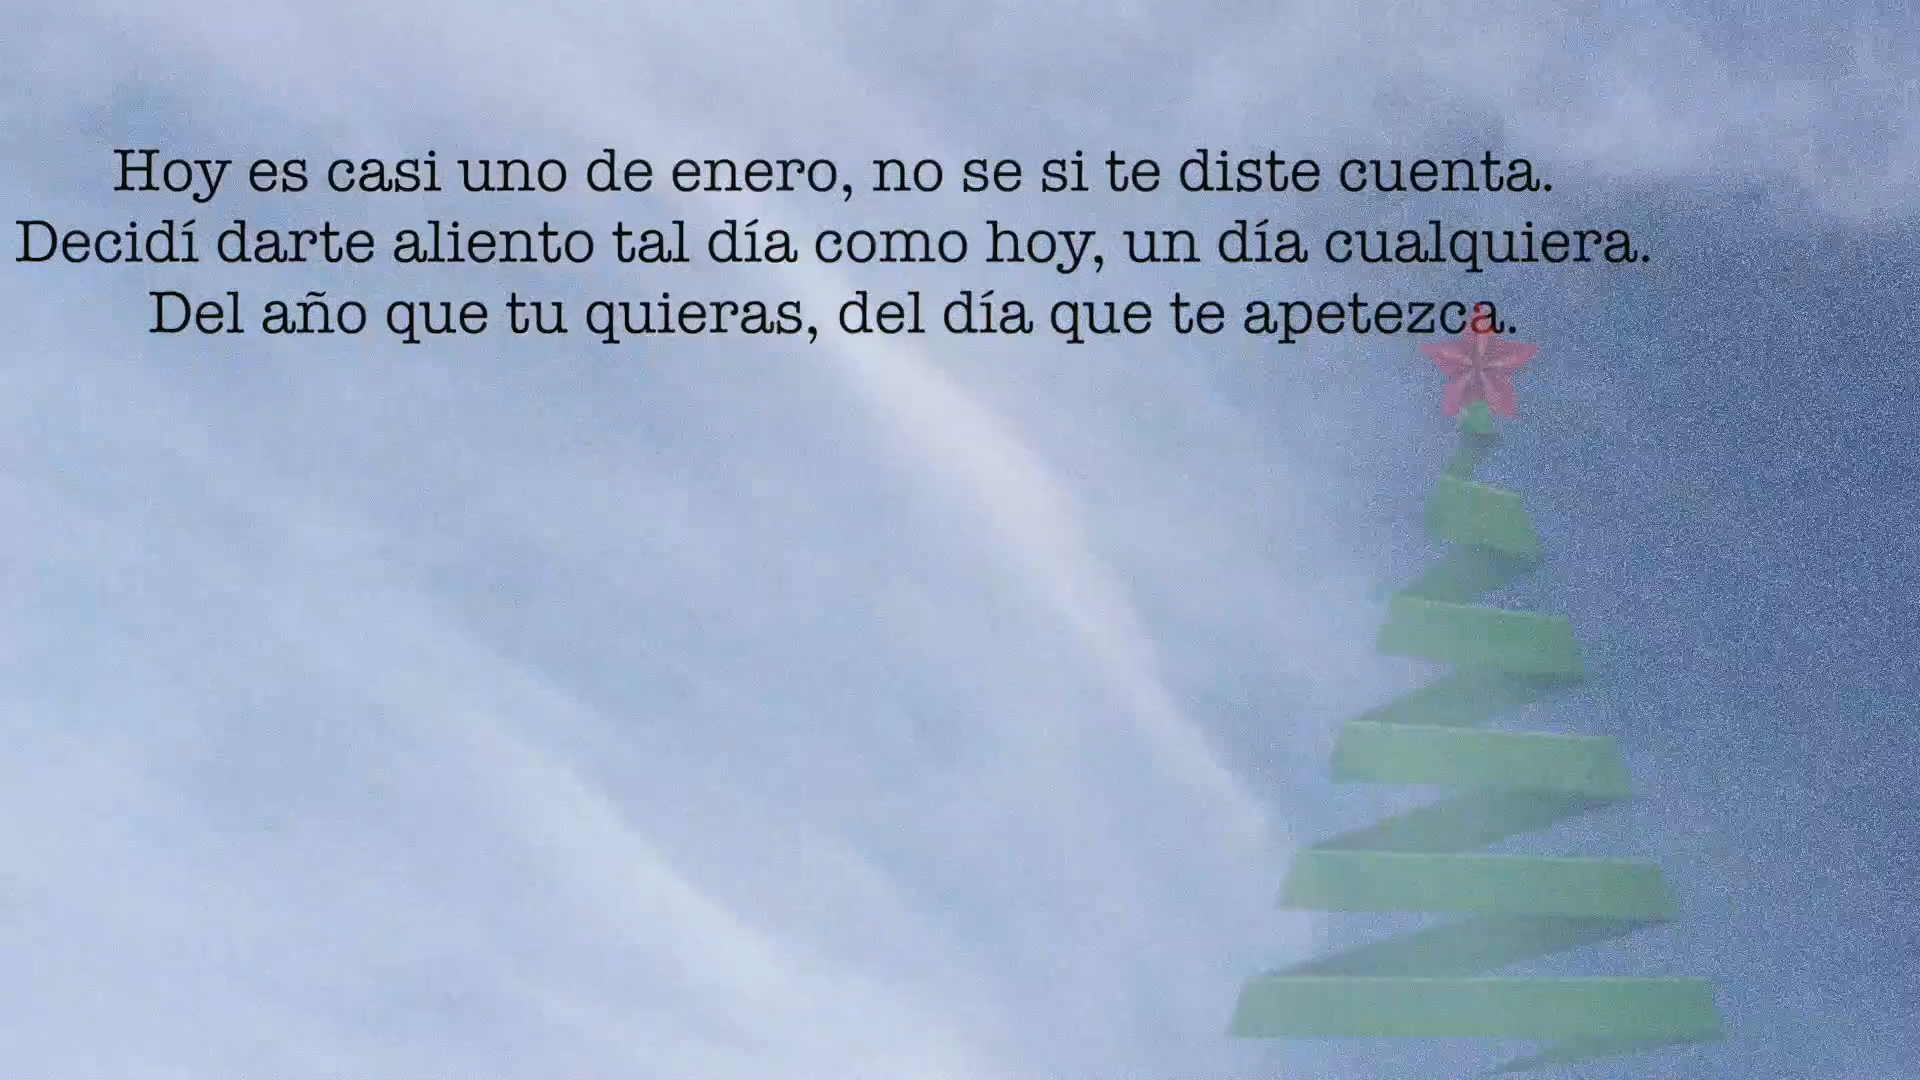 Hoy es casi uno de enero, no se si te diste cuenta.
Decidí darte aliento tal día como hoy, un día cualquiera.
Del año que tu quieras, del día que te apetezca.